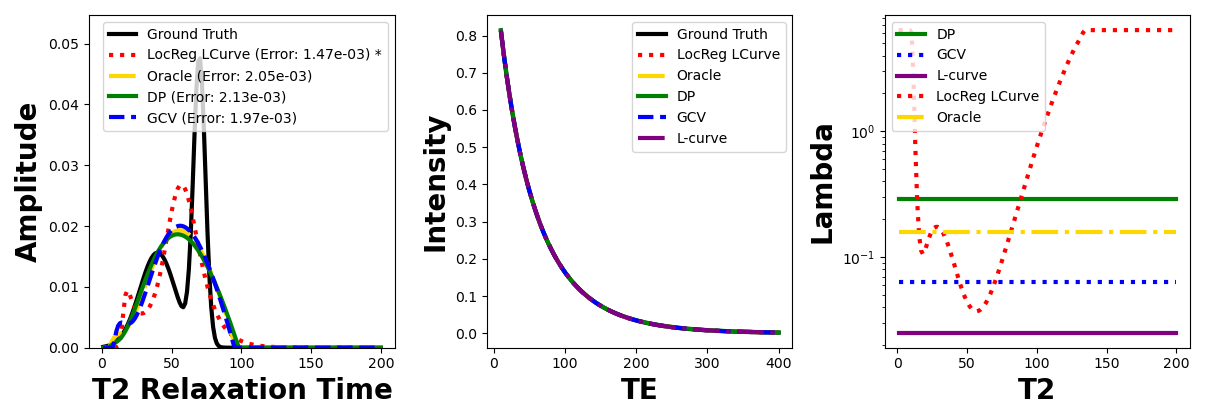 0.05
0.04
0.03
0.02
0.01
0.00
Amplitude
Ground Truth
LocReg LCurve (Error: 1.47e-03) *
Oracle (Error: 2.05e-03)
DP (Error: 2.13e-03)
GCV (Error: 1.97e-03)
0 50 100 150 200
T2 Relaxation Time
0.8
0.7
0.6
0.5
0.4
0.3
0.2
0.1
0.0
Intensity
Ground Truth
LocReg LCurve
Oracle
DP
GCV
L-curve
0 100 200 300 400
TE
10⁰
10⁻¹
Lambda
DP
GCV
L-curve
LocReg LCurve
Oracle
0 50 100 150 200
T2